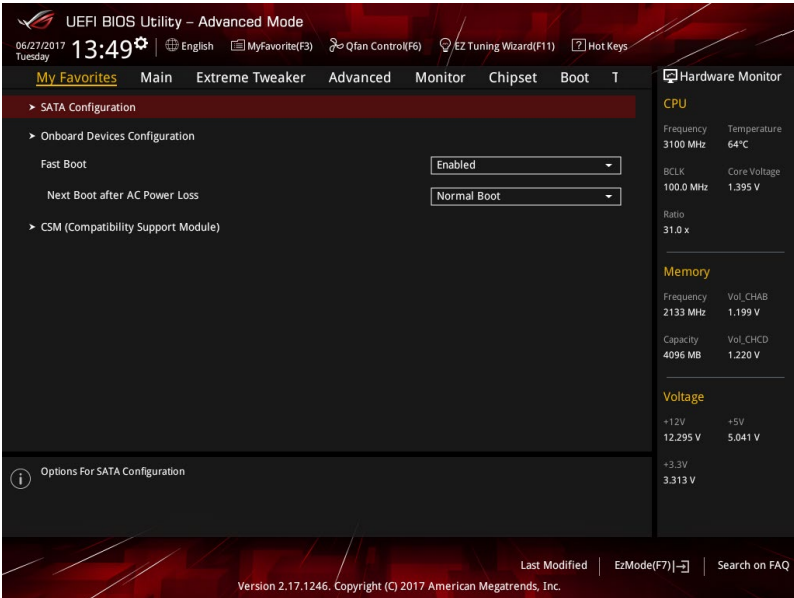 UEFI BIOS Utility – Advanced Mode
06/27/2017
Tuesday
13:49
English
MyFavorite(F3)
Qfan Control(F6)
EZ Tuning Wizard(F11)
? Hot Keys
My Favorites Main Extreme Tweaker Advanced Monitor Chipset Boot T
> SATA Configuration
> Onboard Devices Configuration
Fast Boot Enabled
Next Boot after AC Power Loss Normal Boot
> CSM (Compatibility Support Module)
i Options For SATA Configuration
Hardware Monitor
CPU
Frequency Temperature
3100 MHz 64°C
BCLK Core Voltage
100.0 MHz 1.395 V
Ratio
31.0 x
Memory
Frequency Vol_CHAB
2133 MHz 1.199 V
Capacity Vol_CHCD
4096 MB 1.220 V
Voltage
+12V +5V
12.295 V 5.041 V
+3.3V
3.313 V
Last Modified
EzMode(F7)
Search on FAQ
Version 2.17.1246. Copyright (C) 2017 American Megatrends, Inc.